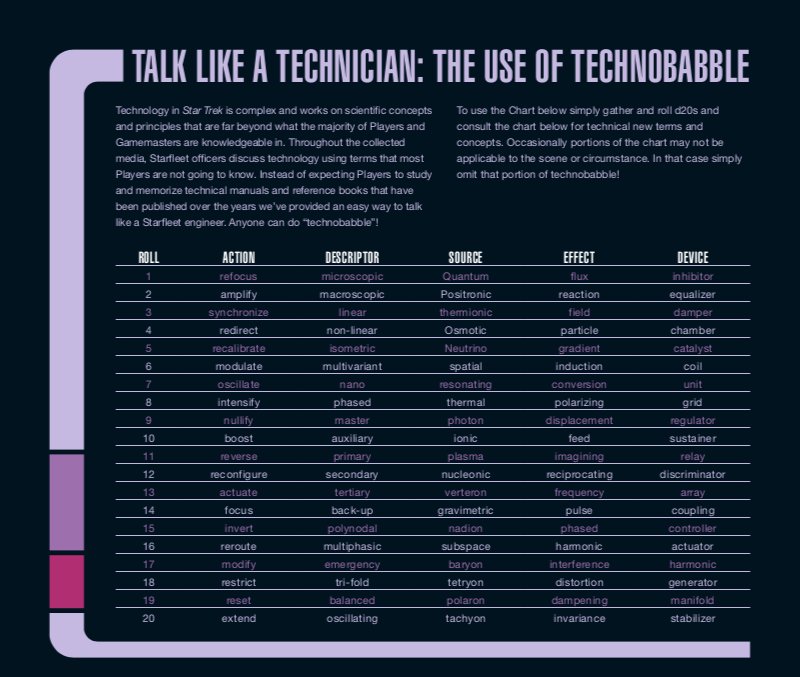 TALK LIKE A TECHNICIAN: THE USE OF TECHNOBABBLE
Technology in Star Trek is complex and works on scientific concepts
and principles that are far beyond what the majority of Players and
Gamemasters are knowledgeable in. Throughout the collected
media, Starfleet officers discuss technology using terms that most
Players are not going to know. Instead of expecting Players to study
and memorize technical manuals and reference books that have
been published over the years we've provided an easy way to talk
like a Starfleet engineer. Anyone can do "technobabble"!
To use the Chart below simply gather and roll d20s and
consult the chart below for technical new terms and
concepts. Occasionally portions of the chart may not be
applicable to the scene or circumstance. In that case simply
omit that portion of technobabble!
ROLL ACTION DESCRIPTOR SOURCE EFFECT DEVICE
1 refocus microscopic Quantum flux inhibitor
2 amplify macroscopic Positronic reaction equalizer
3 synchronize linear thermionic field damper
4 redirect non-linear Osmotic particle chamber
5 recalibrate isometric Neutrino gradient catalyst
6 modulate multivariant spatial induction coil
7 oscillate nano resonating conversion unit
8 intensify phased thermal polarizing grid
9 nullify master photon displacement regulator
10 boost auxiliary ionic feed sustainer
11 reverse primary plasma imagining relay
12 reconfigure secondary nucleonic reciprocating discriminator
13 actuate tertiary verteron frequency array
14 focus back-up gravimetric pulse coupling
15 invert polynodal nadion phased controller
16 reroute multiphasic subspace harmonic actuator
17 modify emergency baryon interference harmonic
18 restrict tri-fold tetryon distortion generator
19 reset balanced polaron dampening manifold
20 extend oscillating tachyon invariance stabilizer